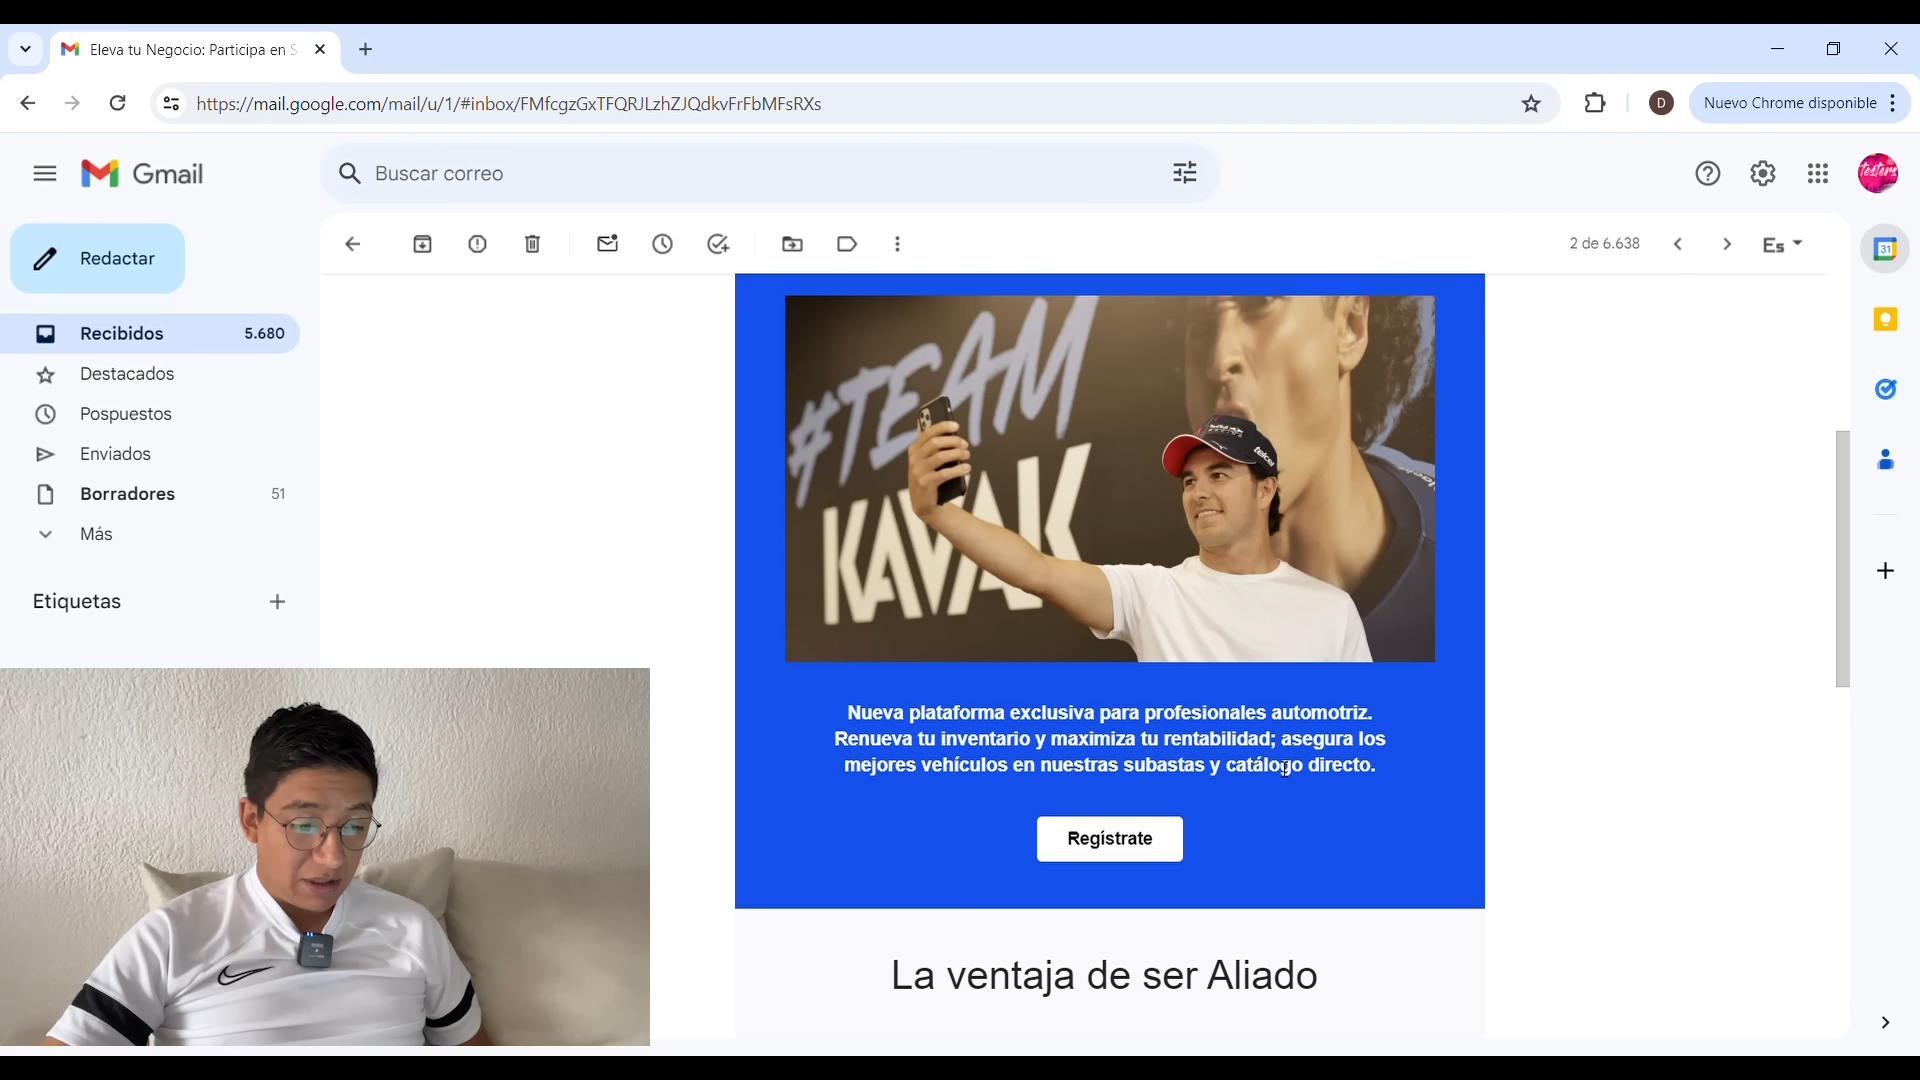 Eleva tu Negocio: Participa en S
https://mail.google.com/mail/u/1/#inbox/FMfcgzGxTFQRJLzhZJQdkvFrFbMFsRXs
D
Nuevo Chrome disponible
Gmail
Buscar correo
testers
Redactar
2 de 6.638
Es
31
Recibidos 5.680
Destacados
Pospuestos
Enviados
Borradores 51
Más
Etiquetas +
#TEAM
KAVAK
telcel
Nueva plataforma exclusiva para profesionales automotriz.
Renueva tu inventario y maximiza tu rentabilidad; asegura los
mejores vehículos en nuestras subastas y catálogo directo.
Regístrate
La ventaja de ser Aliado